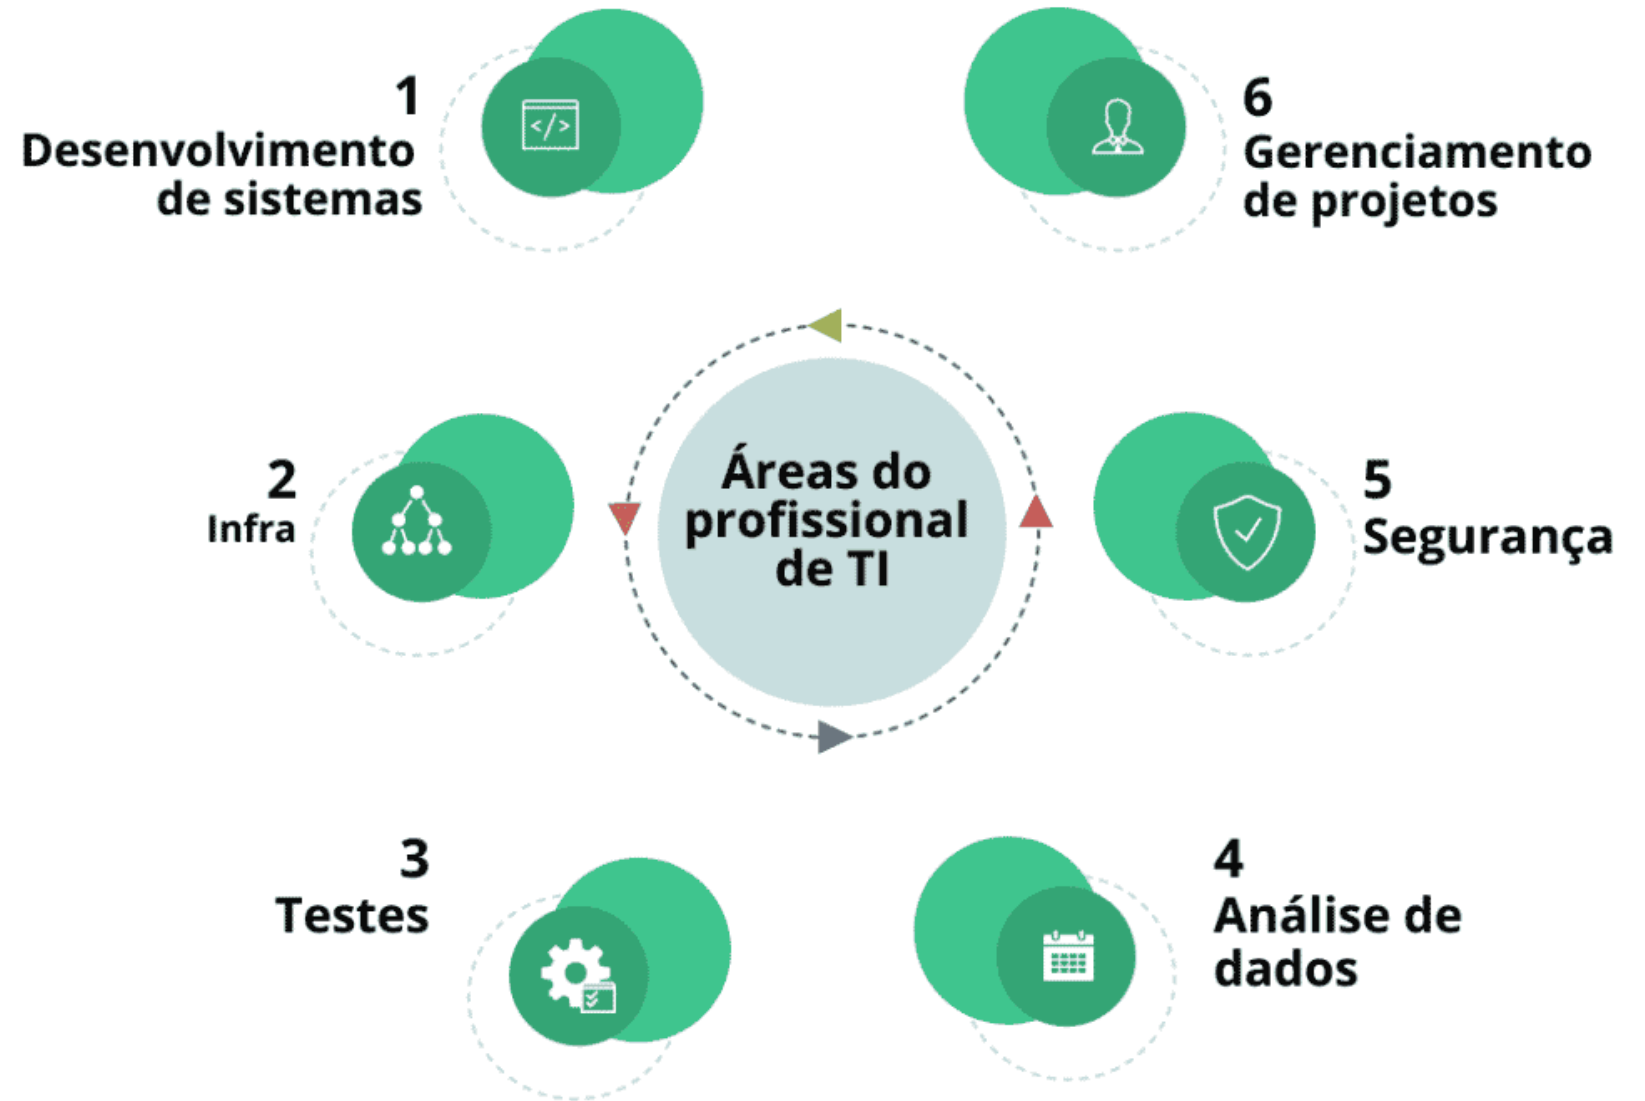 Áreas do
profissional
de TI
1
Desenvolvimento
de sistemas
2
Infra
3
Testes
4
Análise de
dados
5
Segurança
6
Gerenciamento
de projetos